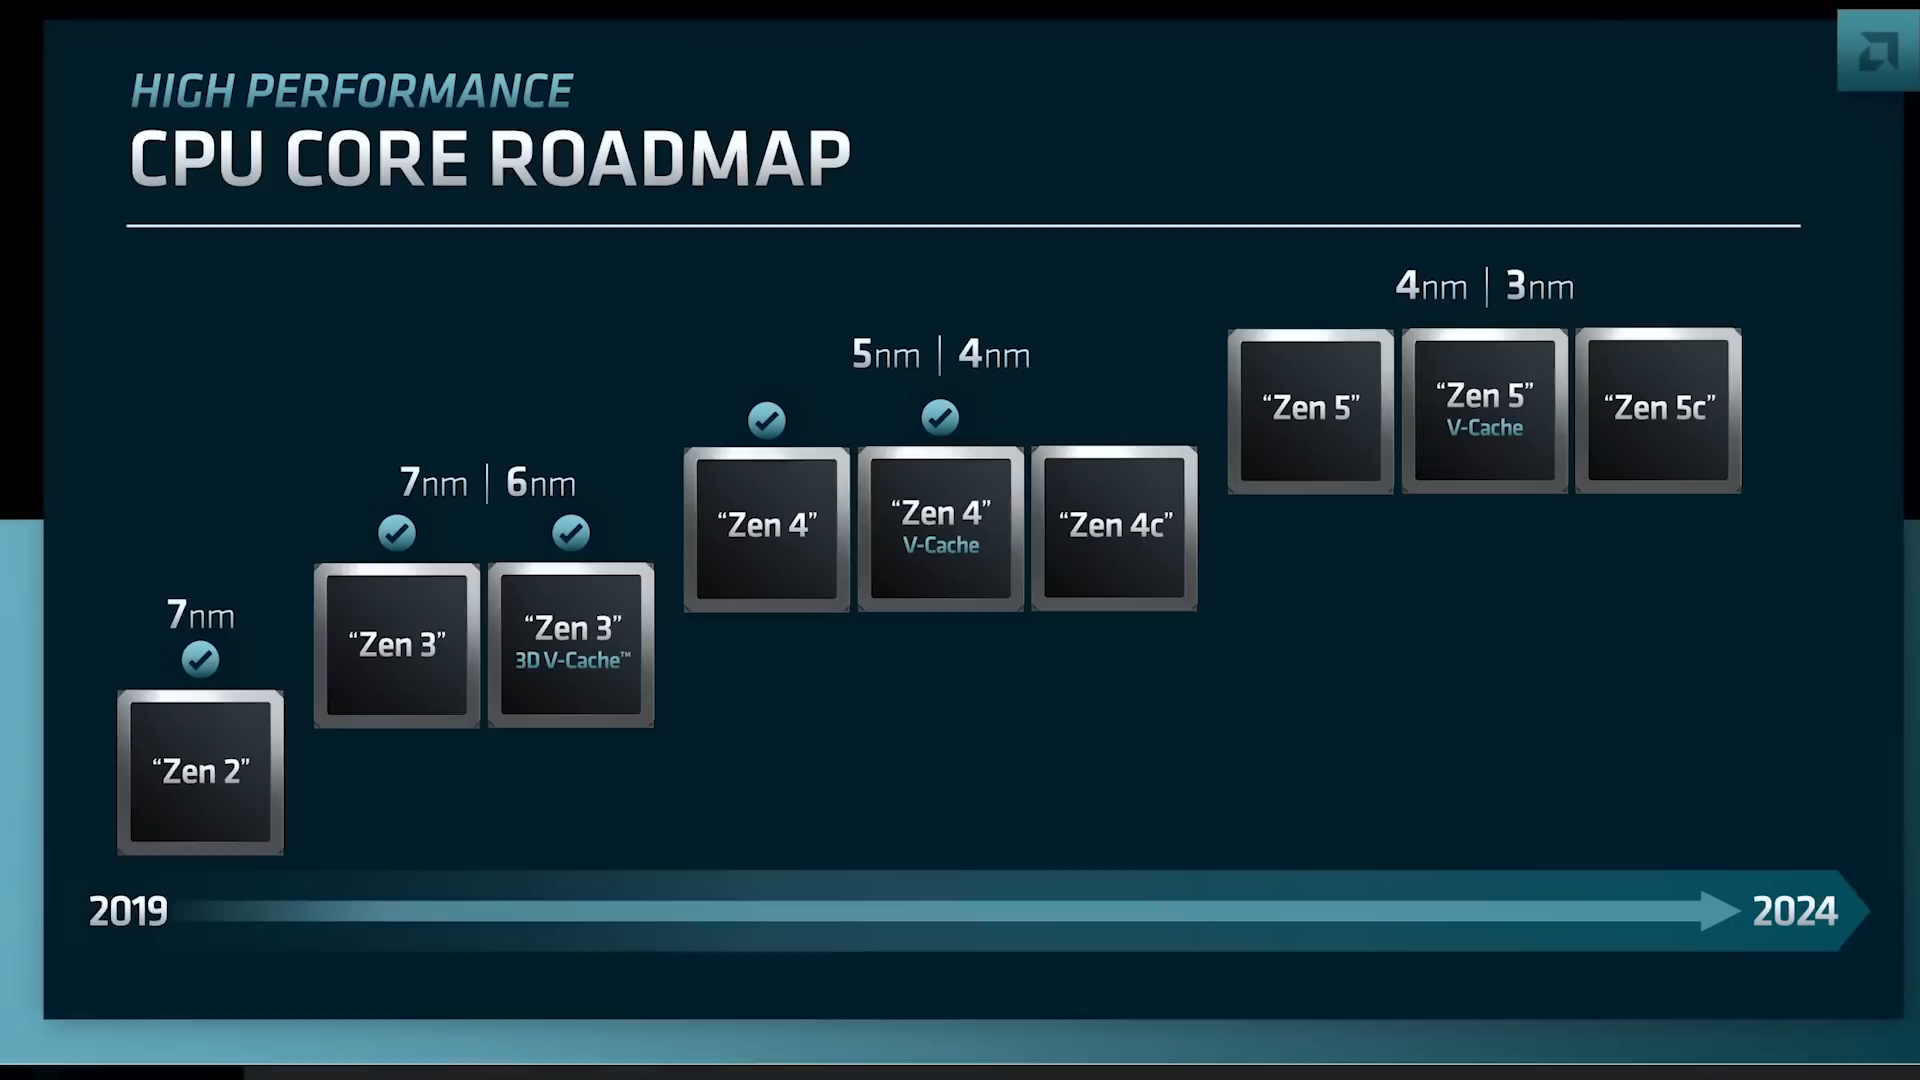 HIGH PERFORMANCE
CPU CORE ROADMAP
4nm | 3nm
“Zen 5”
“Zen 5”
V-Cache
“Zen 5c”
5nm | 4nm
“Zen 4”
“Zen 4”
V-Cache
“Zen 4c”
7nm | 6nm
“Zen 3”
“Zen 3”
3D V-Cache™
7nm
“Zen 2”
2019
2024